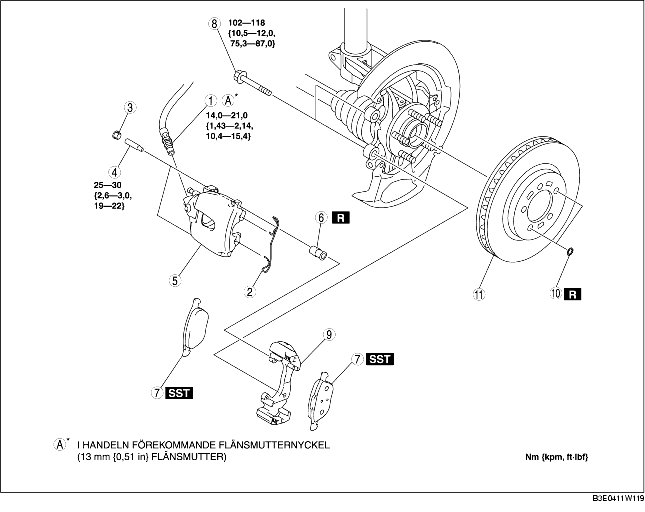 8 102—118
{10,5—12,0,
75,3—87,0}
1 A*
14,0—21,0
{1,43—2,14,
10,4—15,4}
3
4
25—30
{2,6—3,0,
19—22}
6 R
5
2
11
10 R
9
7 SST
7 SST
A* I HANDELN FÖREKOMMANDE FLÄNSMUTTERNYCKEL
(13 mm {0,51 in} FLÄNSMUTTER)
Nm {kpm, ft·lbf}
B3E0411W119